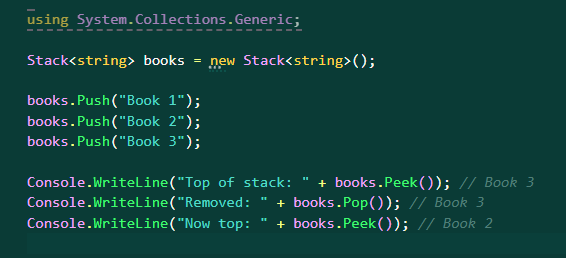 using System.Collections.Generic;
Stack<string> books = new Stack<string>();
books.Push("Book 1");
books.Push("Book 2");
books.Push("Book 3");
Console.WriteLine("Top of stack: " + books.Peek()); // Book 3
Console.WriteLine("Removed: " + books.Pop()); // Book 3
Console.WriteLine("Now top: " + books.Peek()); // Book 2